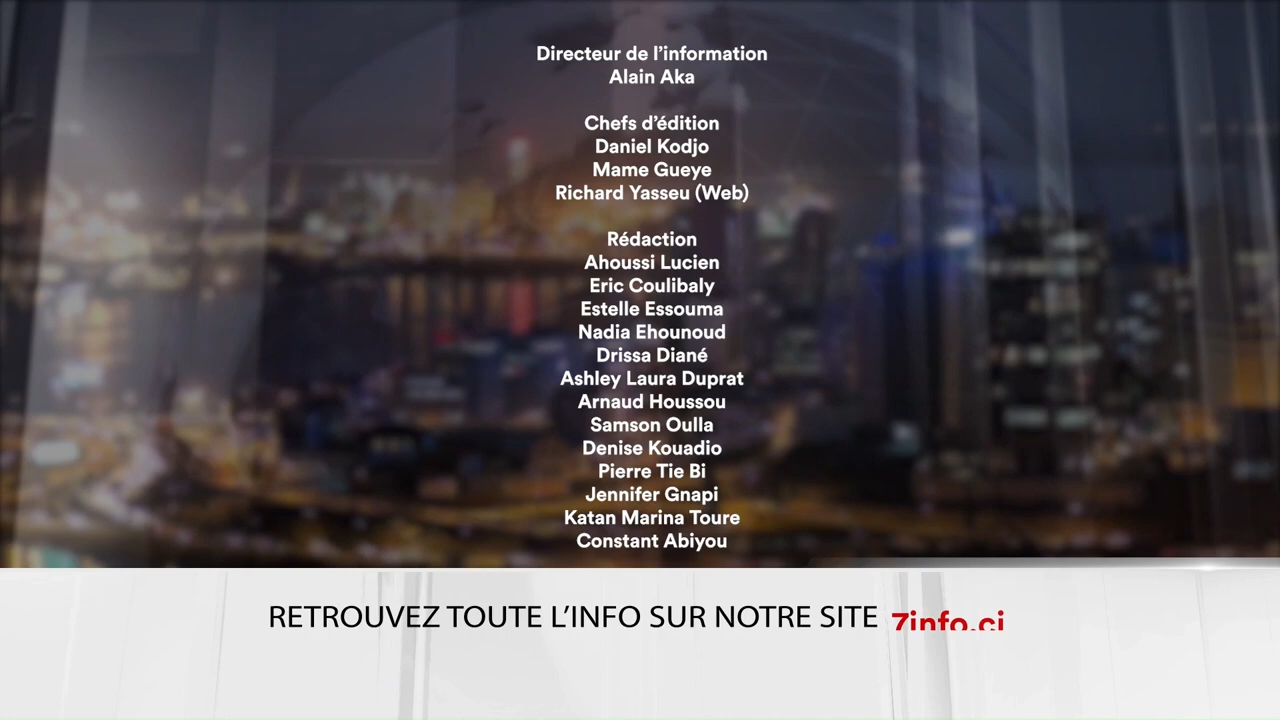 Directeur de l’information
Alain Aka
Chefs d’édition
Daniel Kodjo
Mame Gueye
Richard Yasseu (Web)
Rédaction
Ahoussi Lucien
Eric Coulibaly
Estelle Essouma
Nadia Ehounoud
Drissa Diané
Ashley Laura Duprat
Arnaud Houssou
Samson Oulla
Denise Kouadio
Pierre Tie Bi
Jennifer Gnapi
Katan Marina Toure
Constant Abiyou
RETROUVEZ TOUTE L’INFO SUR NOTRE SITE 7info.ci